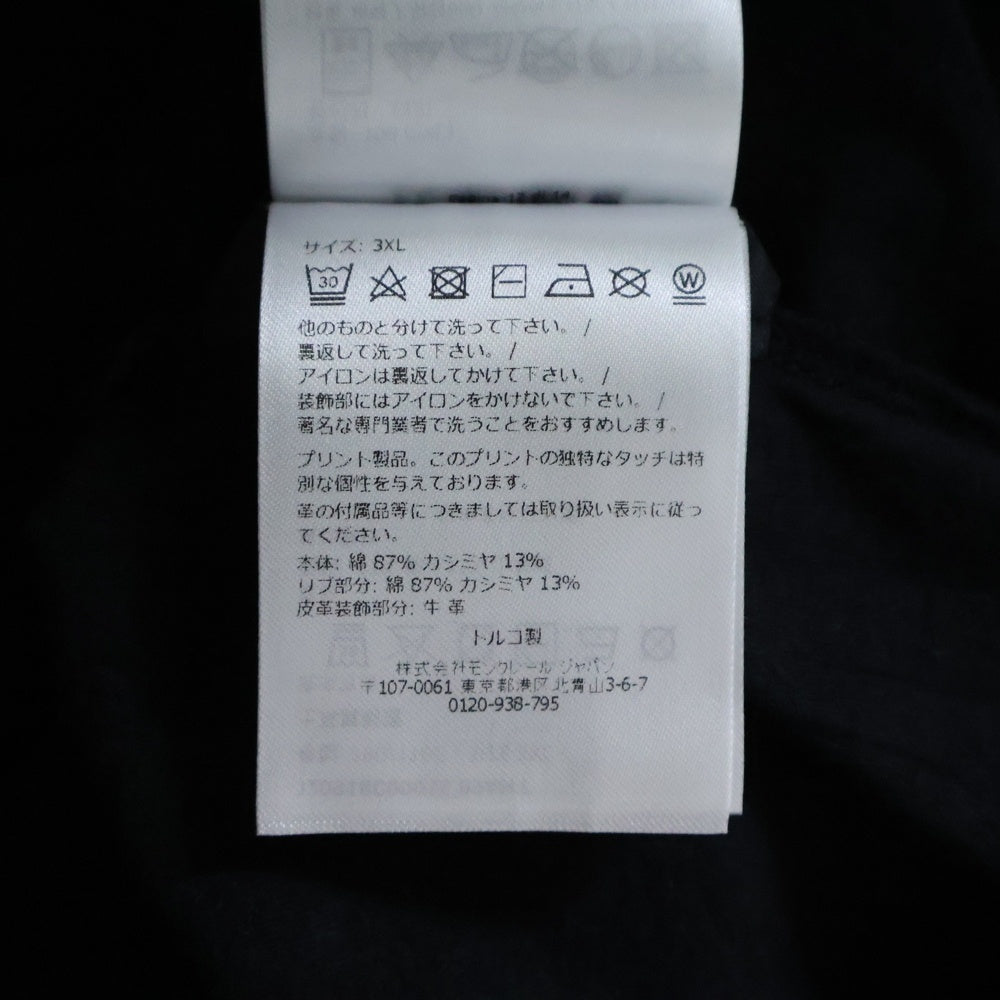 サイズ: 3XL
30
W
他のものと分けて洗って下さい。 /
裏返して洗って下さい。 /
アイロンは裏返してかけて下さい。 /
装飾部にはアイロンをかけないで下さい。 /
著名な専門業者で洗うことをおすすめします。
プリント製品。このプリントの独特なタッチは特
別な個性を与えております。
革の付属品等につきましては取り扱い表示に従っ
てください。
本体: 綿 87% カシミヤ 13%
リブ部分: 綿 87% カシミヤ 13%
皮革装飾部分: 牛 革
トルコ製
株式会社モンクレール ジャパン
〒107-0061 東京都港区北青山3-6-7
0120-938-795